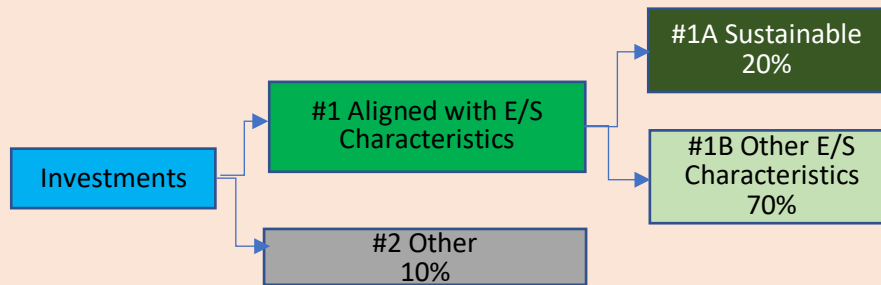 #1A Sustainable
20%
#1 Aligned with E/S
Characteristics
#1B Other E/S
Characteristics
70%
Investments
#2 Other
10%